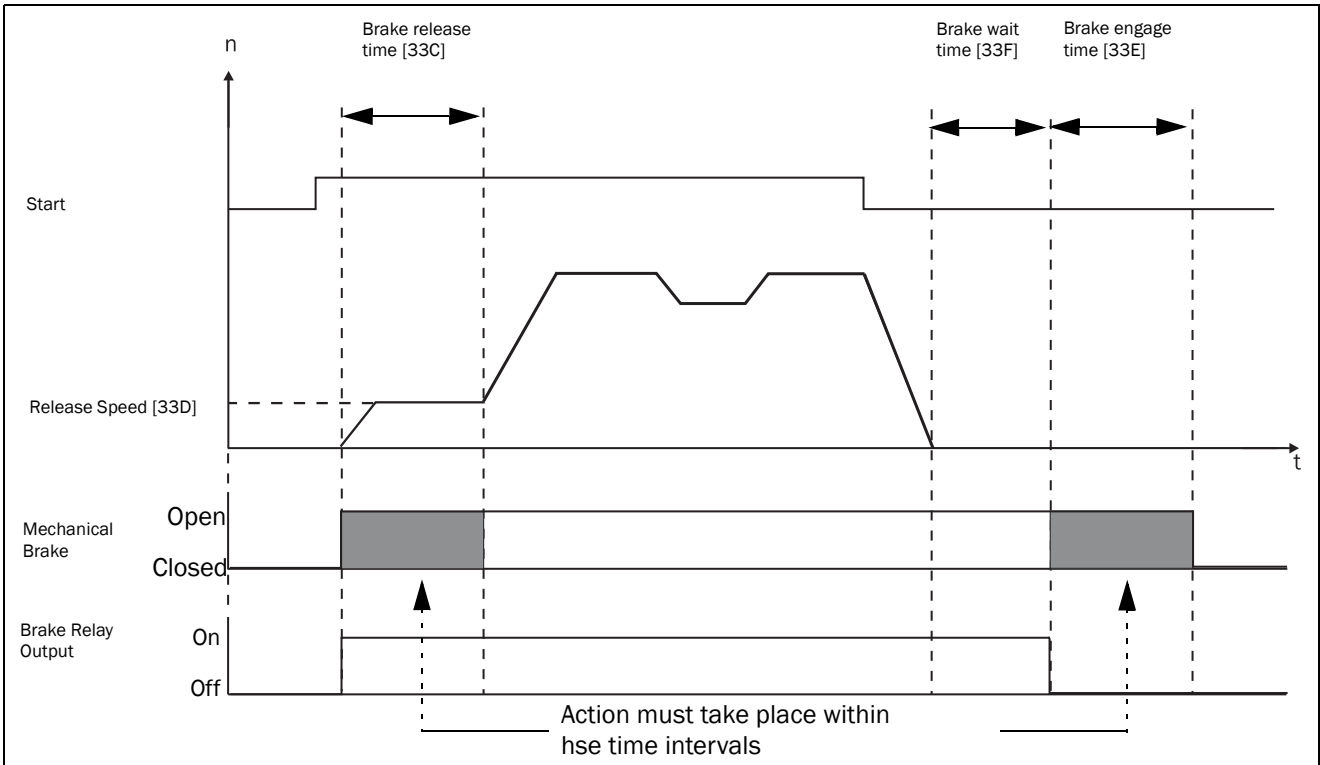 Brake release
time [33C]
Brake wait
time [33F]
Brake engage
time [33E]
n
Start
Release Speed [33D]
t
Mechanical
Brake
Open
Closed
Brake Relay
Output
On
Off
Action must take place within
hse time intervals